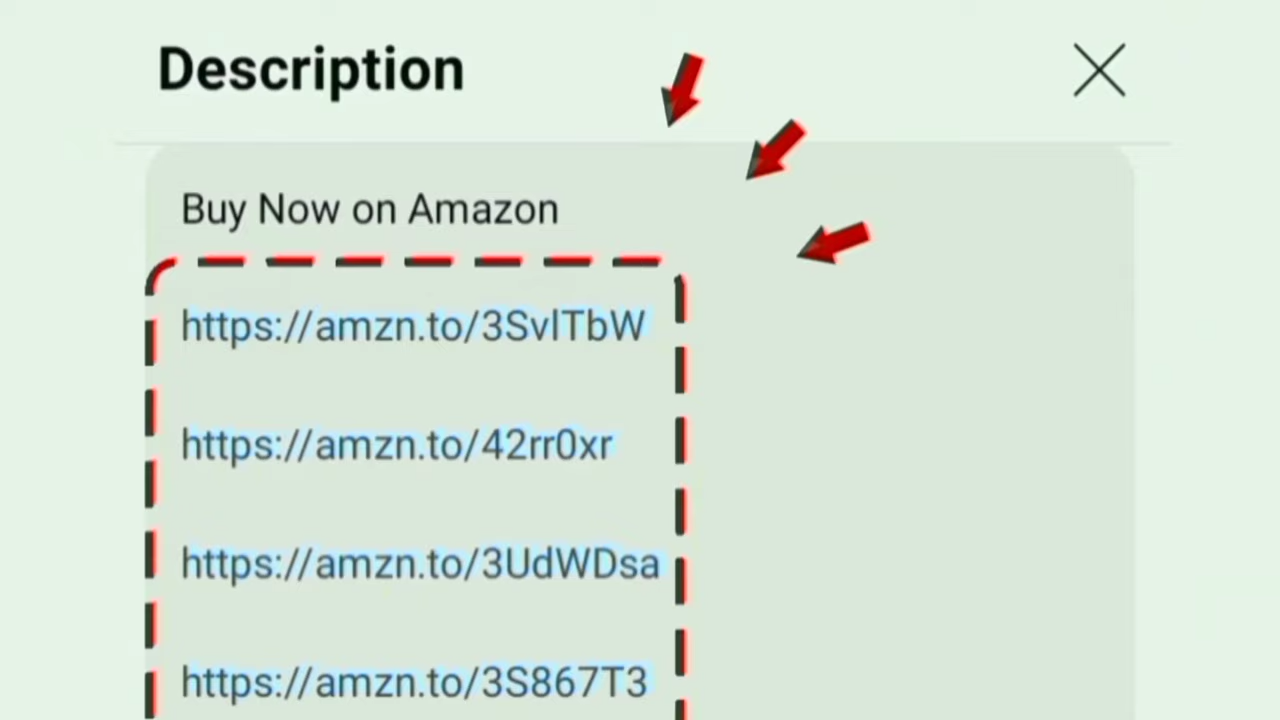 Description
Buy Now on Amazon
https://amzn.to/3SvlTbW
https://amzn.to/42rr0xr
https://amzn.to/3UdWDsa
https://amzn.to/3S867T3